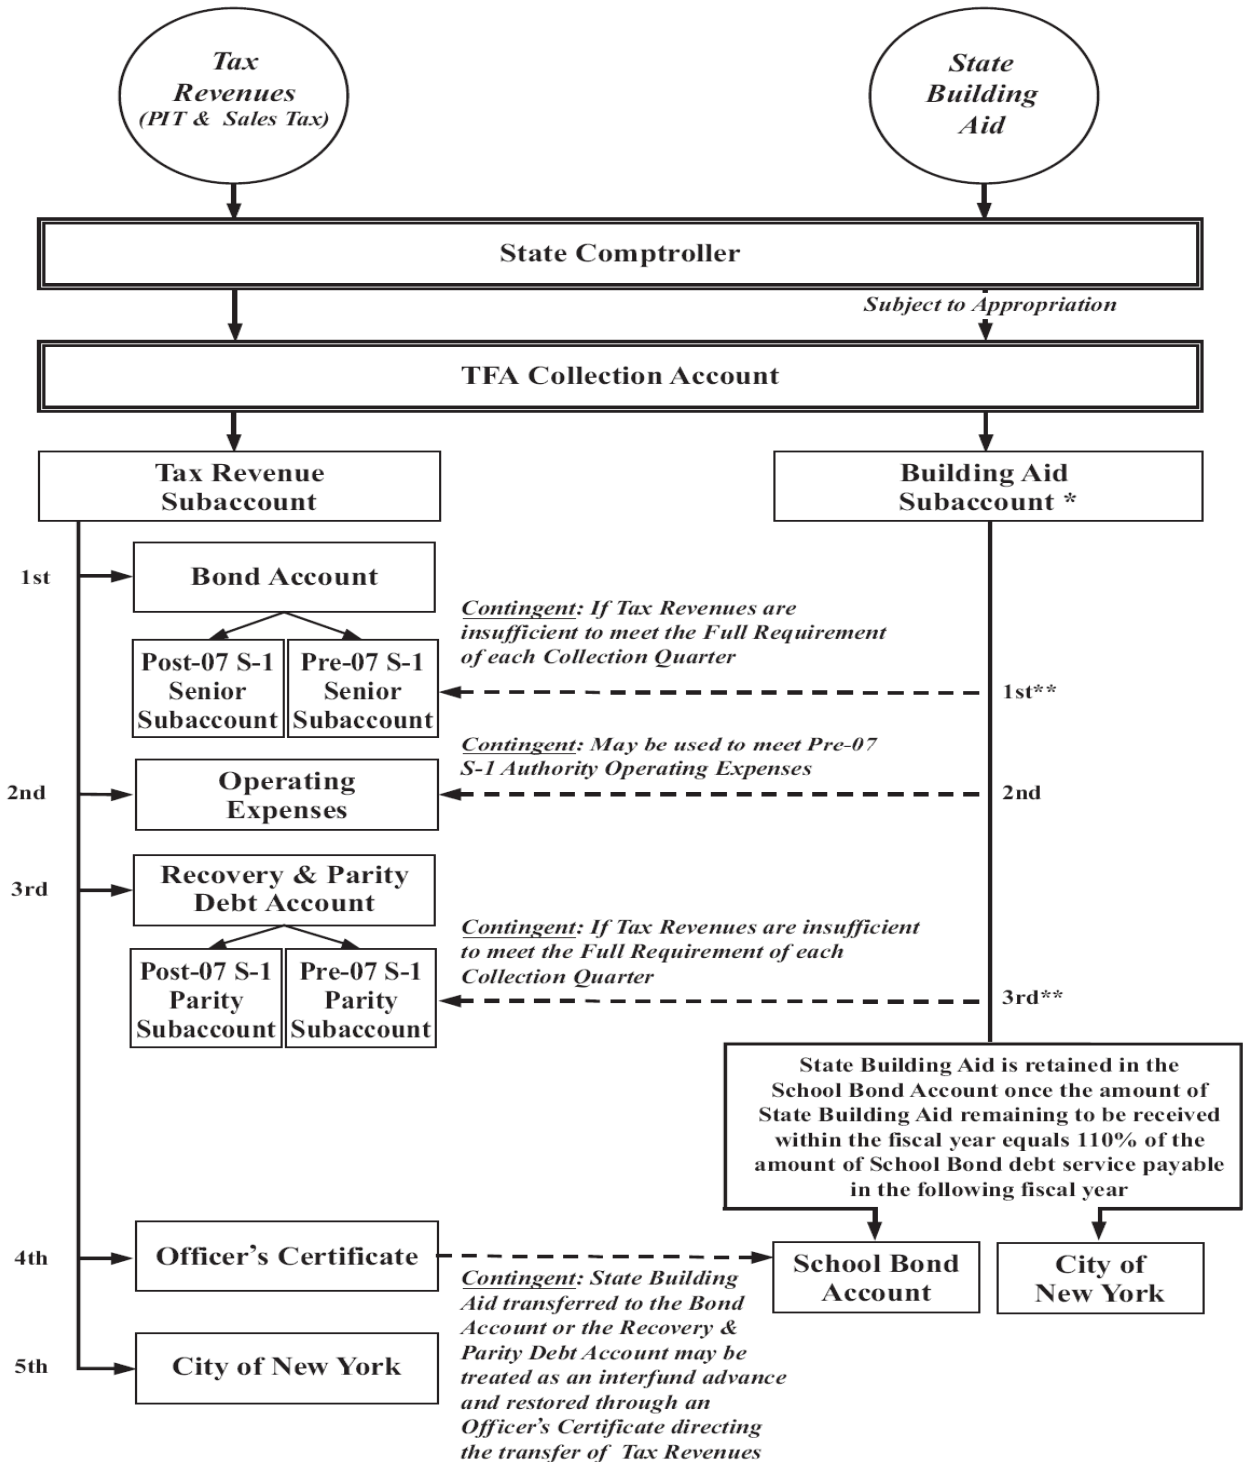 Tax
Revenues
(PIT & Sales Tax)
State
Building
Aid
State Comptroller
Subject to Appropriation
TFA Collection Account
Tax Revenue
Subaccount
Building Aid
Subaccount *
1st
Bond Account
Contingent: If Tax Revenues are
insufficient to meet the Full Requirement
of each Collection Quarter
Post-07 S-1
Senior
Subaccount
Pre-07 S-1
Senior
Subaccount
1st**
Contingent: May be used to meet Pre-07
S-1 Authority Operating Expenses
2nd
Operating
Expenses
2nd
3rd
Recovery & Parity
Debt Account
Contingent: If Tax Revenues are insufficient
to meet the Full Requirement of each
Collection Quarter
Post-07 S-1
Parity
Subaccount
Pre-07 S-1
Parity
Subaccount
3rd**
State Building Aid is retained in the
School Bond Account once the amount of
State Building Aid remaining to be received
within the fiscal year equals 110% of the
amount of School Bond debt service payable
in the following fiscal year
4th
Officer’s Certificate
School Bond
Account
City of
New York
Contingent: State Building
Aid transferred to the Bond
Account or the Recovery &
Parity Debt Account may be
treated as an interfund advance
and restored through an
Officer’s Certificate directing
the transfer of Tax Revenues
5th
City of New York